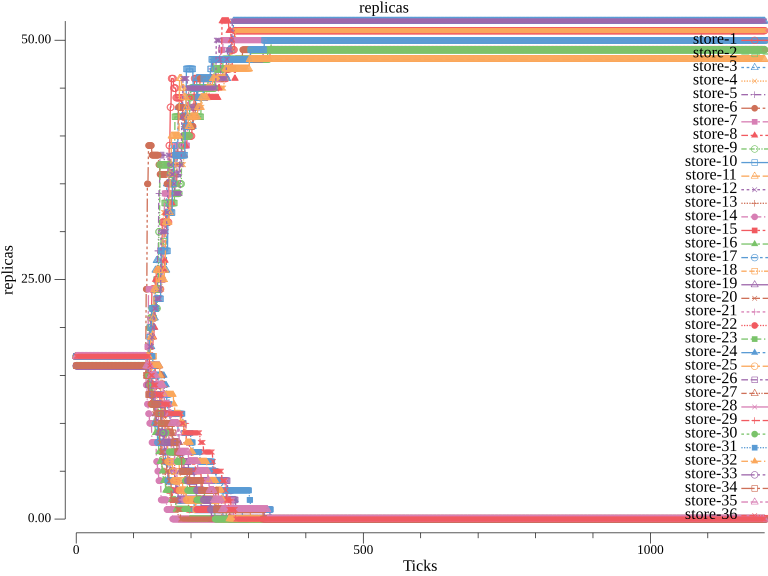 replicas
50.00
25.00
0.00
replicas
0
500
1000
Ticks
store-1
store-2
store-3
store-4
store-5
store-6
store-7
store-8
store-9
store-10
store-11
store-12
store-13
store-14
store-15
store-16
store-17
store-18
store-19
store-20
store-21
store-22
store-23
store-24
store-25
store-26
store-27
store-28
store-29
store-30
store-31
store-32
store-33
store-34
store-35
store-36